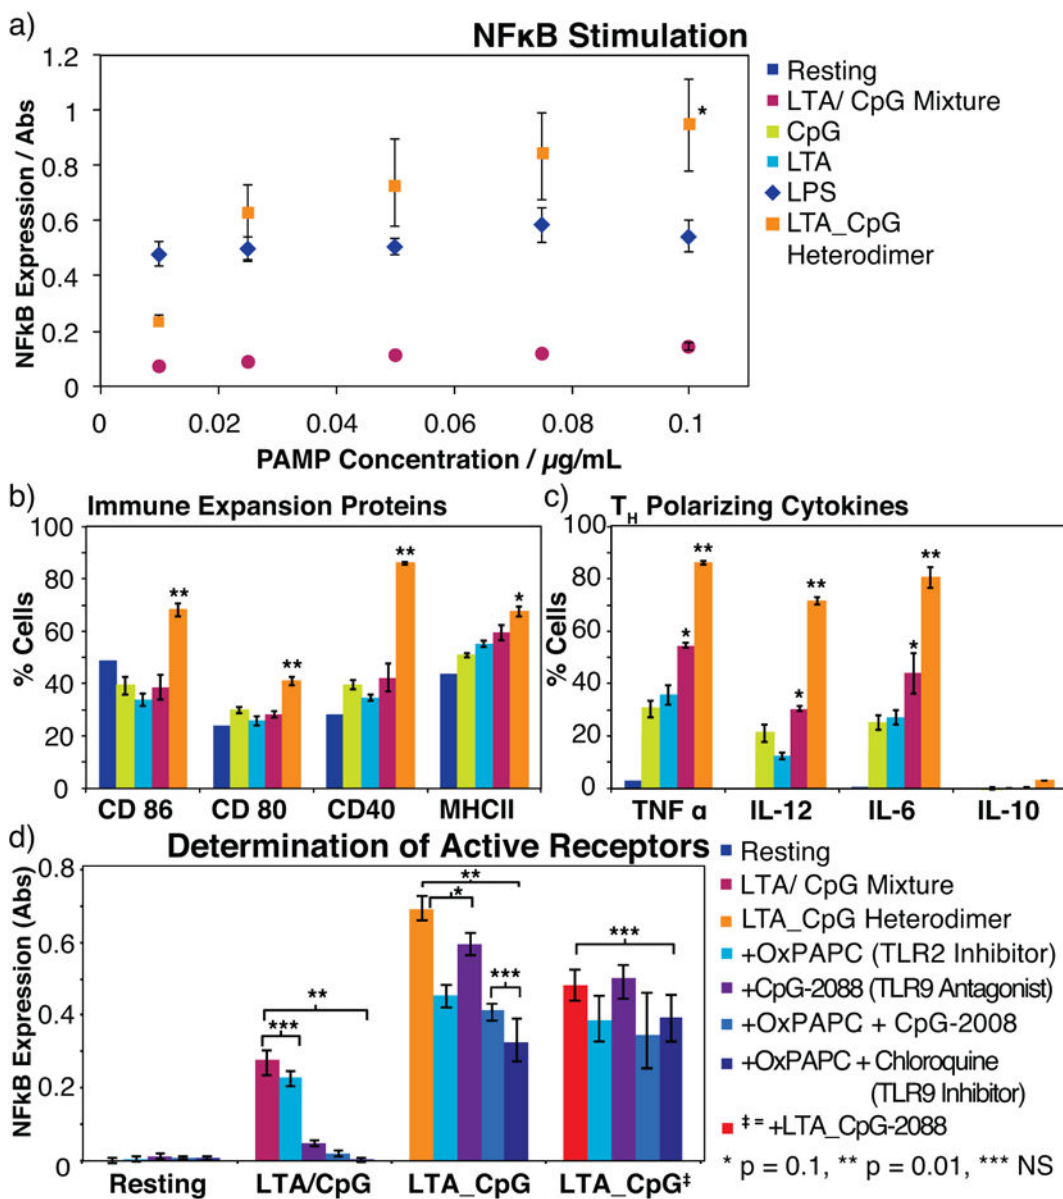 a)
NFκB Stimulation
1.2
1
0.8
0.6
0.4
0.2
0
NFkB Expression / Abs
*
0 0.02 0.04 0.06 0.08 0.1
PAMP Concentration / µg/mL
Resting
LTA/ CpG Mixture
CpG
LTA
LPS
LTA_CpG
Heterodimer
b)
Immune Expansion Proteins
100
80
60
40
20
0
% Cells
** ** ** *
CD 86 CD 80 CD40 MHCII
c)
TH Polarizing Cytokines
100
80
60
40
20
0
% Cells
* ** * ** * **
TNF α IL-12 IL-6 IL-10
d)
Determination of Active Receptors
0.8
0.6
0.4
0.2
0
NFkB Expression (Abs)
*** ** ** * *** ***
Resting LTA/CpG LTA_CpG LTA_CpG‡
Resting
LTA/ CpG Mixture
LTA_CpG Heterodimer
+OxPAPC (TLR2 Inhibitor)
+CpG-2088 (TLR9 Antagonist)
+OxPAPC + CpG-2008
+OxPAPC + Chloroquine
(TLR9 Inhibitor)
‡ = +LTA_CpG-2088
* p = 0.1, ** p = 0.01, *** NS